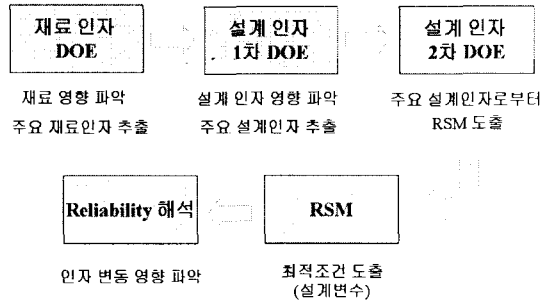 재료 인자
DOE
설계 인자
1차 DOE
설계 인자
2차 DOE
재료 영향 파악
주요 재료인자 추출
설계 인자 영향 파악
주요 설계인자 추출
주요 설계인자로부터
RSM 도출
Reliability 해석
RSM
인자 변동 영향 파악
최적조건 도출
(설계변수)